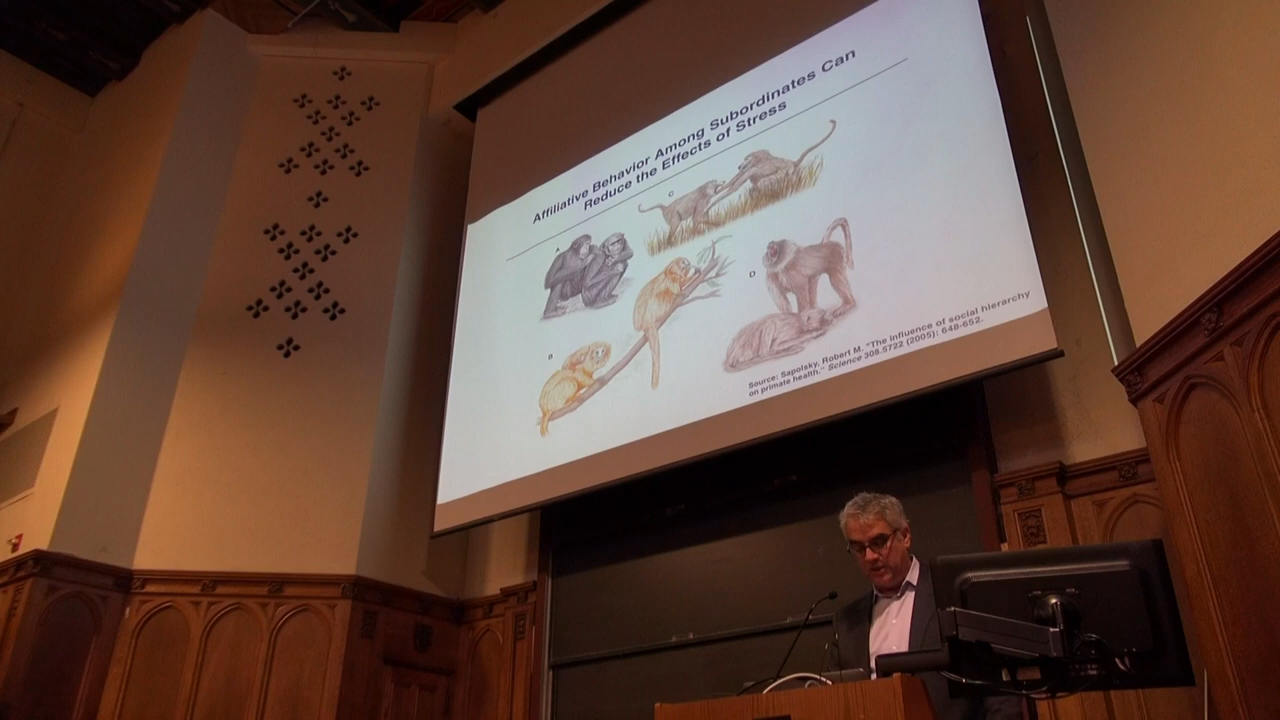 Affiliative Behavior Among Subordinates Can
Reduce the Effects of Stress
C
A
D
B
Source: Sapolsky, Robert M. "The influence of social hierarchy
on primate health." Science 308.5722 (2005): 648-652.